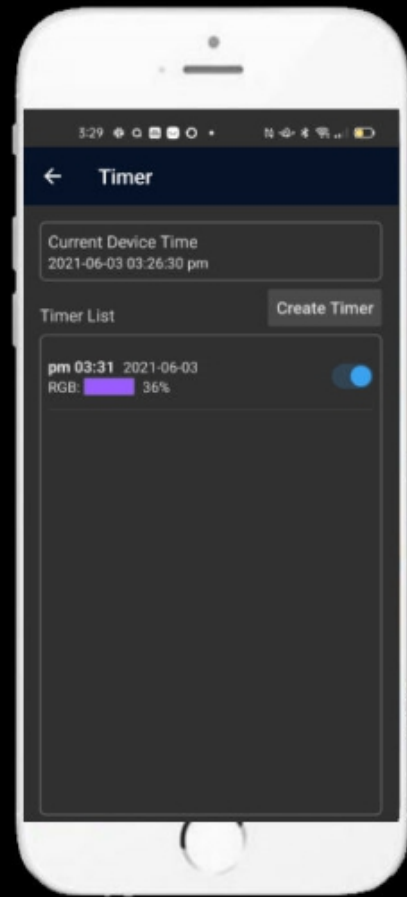 3:29
Timer
Current Device Time
2021-06-03 03:26:30 pm
Timer List
Create Timer
pm 03:31 2021-06-03
RGB: 36%